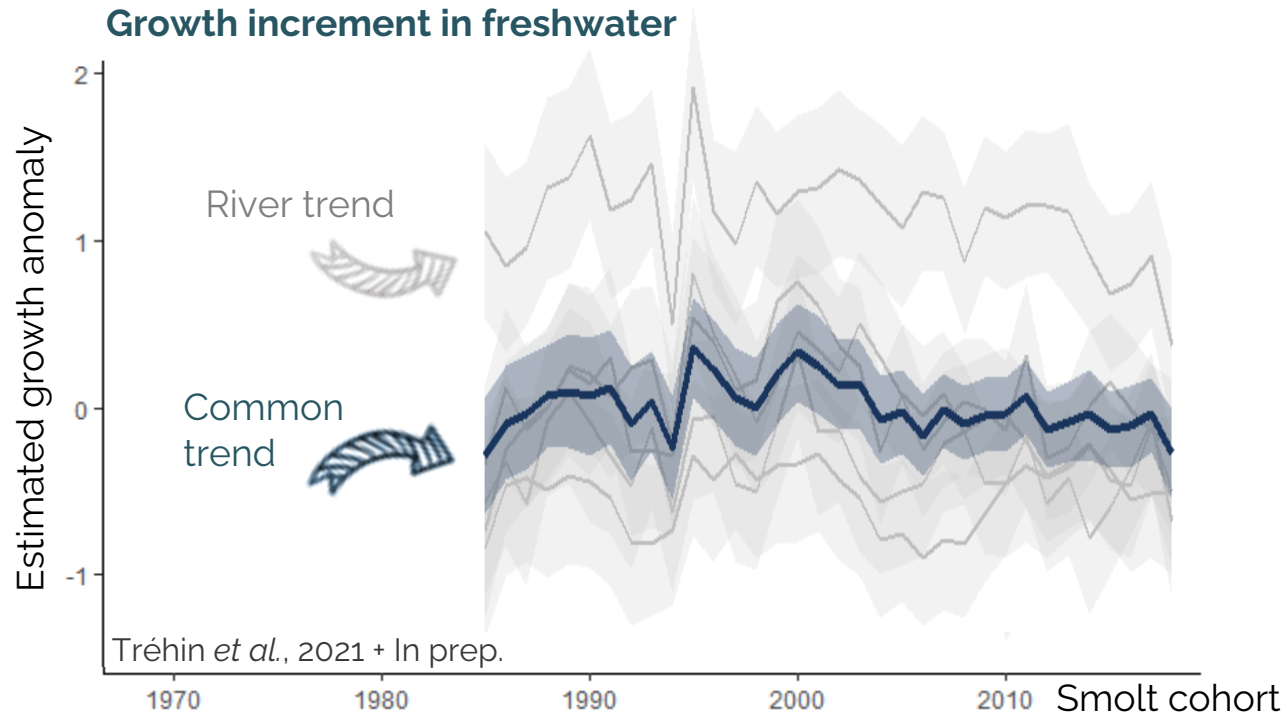 Growth increment in freshwater
Estimated growth anomaly
2
1
0
-1
River trend
Common
trend
Tréhin et al., 2021 + In prep.
1970
1980
1990
2000
2010
Smolt cohort